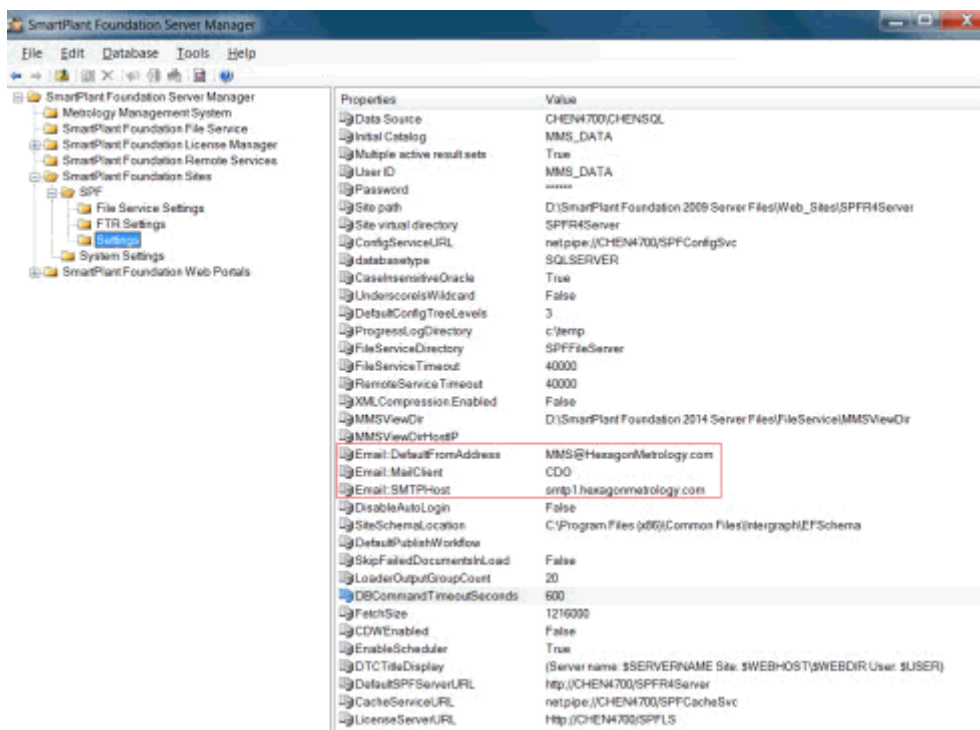 SmartPlant Foundation Server Manager
File Edit Database Tools Help
SmartPlant Foundation Server Manager
Metrology Management System
SmartPlant Foundation File Service
SmartPlant Foundation License Manager
SmartPlant Foundation Remote Services
SmartPlant Foundation Sites
SPF
File Service Settings
FTR Settings
Settings
System Settings
SmartPlant Foundation Web Portals
Properties Value
Data Source CHEN4700\CHENSQL
Initial Catalog MMS_DATA
Multiple active result sets True
User ID MMS_DATA
Password ******
Site path D:\SmartPlant Foundation 2009 Server Files\Web_Sites\SPFR4Server
Site virtual directory SPFR4Server
ConfigServiceURL net.pipe://CHEN4700/SPFConfigSvc
databasetype SQLSERVER
CaseInsensitiveOracle True
UnderscoreIsWildcard False
DefaultConfigTreeLevels 3
ProgressLogDirectory c:\temp
FileServiceDirectory SPFFileServer
FileServiceTimeout 40000
RemoteServiceTimeout 40000
XMLCompression.Enabled False
MMSViewDir D:\SmartPlant Foundation 2014 Server Files\FileService\MMSViewDir
MMSViewDirHostIP
Email::DefaultFromAddress MMS@HexagonMetrology.com
Email::MailClient CDO
Email::SMTPHost smtp1.hexagonmetrology.com
DisableAutoLogin False
SiteSchemaLocation C:\Program Files (x86)\Common Files\Intergraph\EFSchema
DefaultPublishWorkflow
SkipFailedDocumentsInLoad False
LoaderOutputGroupCount 20
DBCommandTimeoutSeconds 600
FetchSize 1216000
CDWEnabled False
EnableScheduler True
DTCTitleDisplay (Server name: $SERVERNAME Site: $WEBHOST\$WEBDIR User: $USER)
DefaultSPFServerURL http://CHEN4700/SPFR4Server
CacheServiceURL net.pipe://CHEN4700/SPFCacheSvc
LicenseServerURL Http://CHEN4700/SPFLS